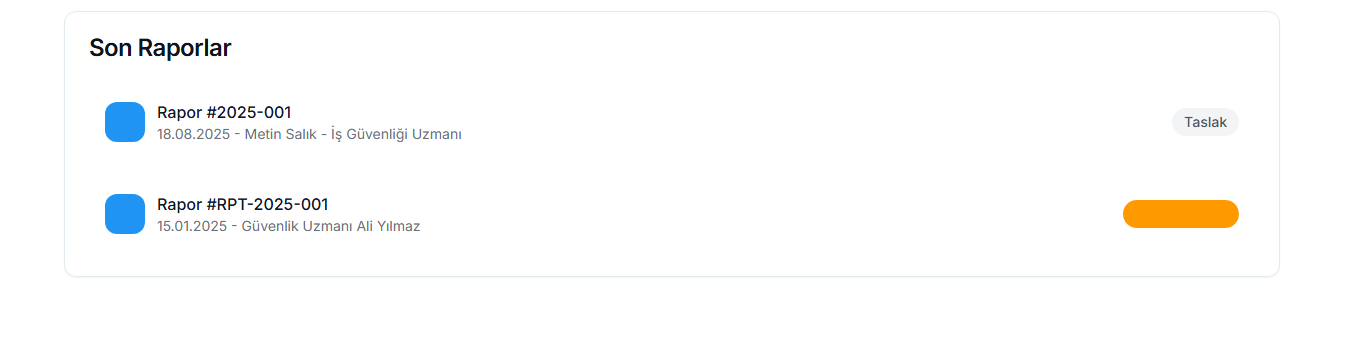 Son Raporlar
Rapor #2025-001
18.08.2025 - Metin Salık - İş Güvenliği Uzmanı
Taslak
Rapor #RPT-2025-001
15.01.2025 - Güvenlik Uzmanı Ali Yılmaz